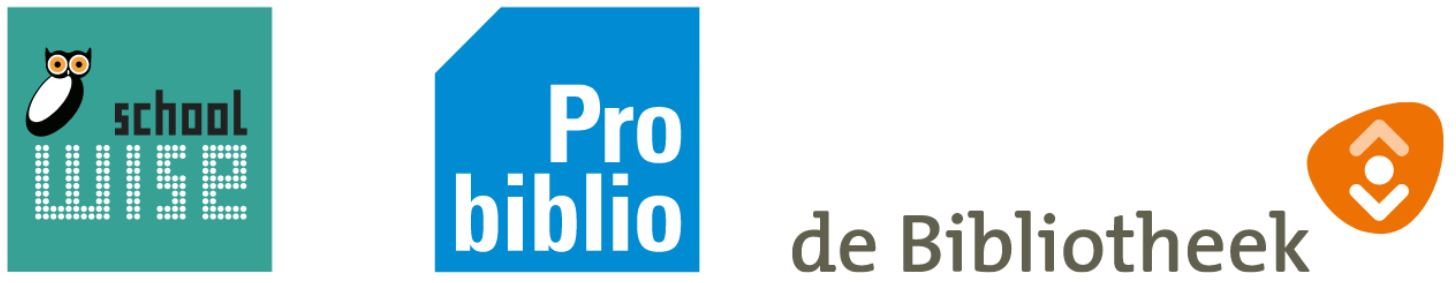 school
wise
Pro
biblio
de Bibliotheek